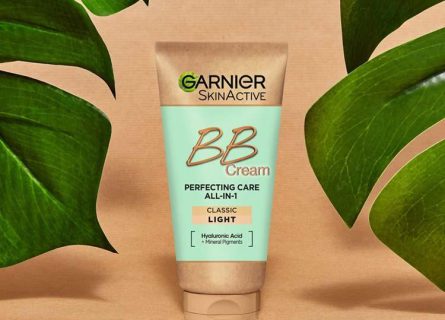 GARNIER
SKINACTIVE
BB
Cream
PERFECTING CARE
ALL-IN-1
CLASSIC
LIGHT
Hyaluronic Acid
+ Mineral Pigments